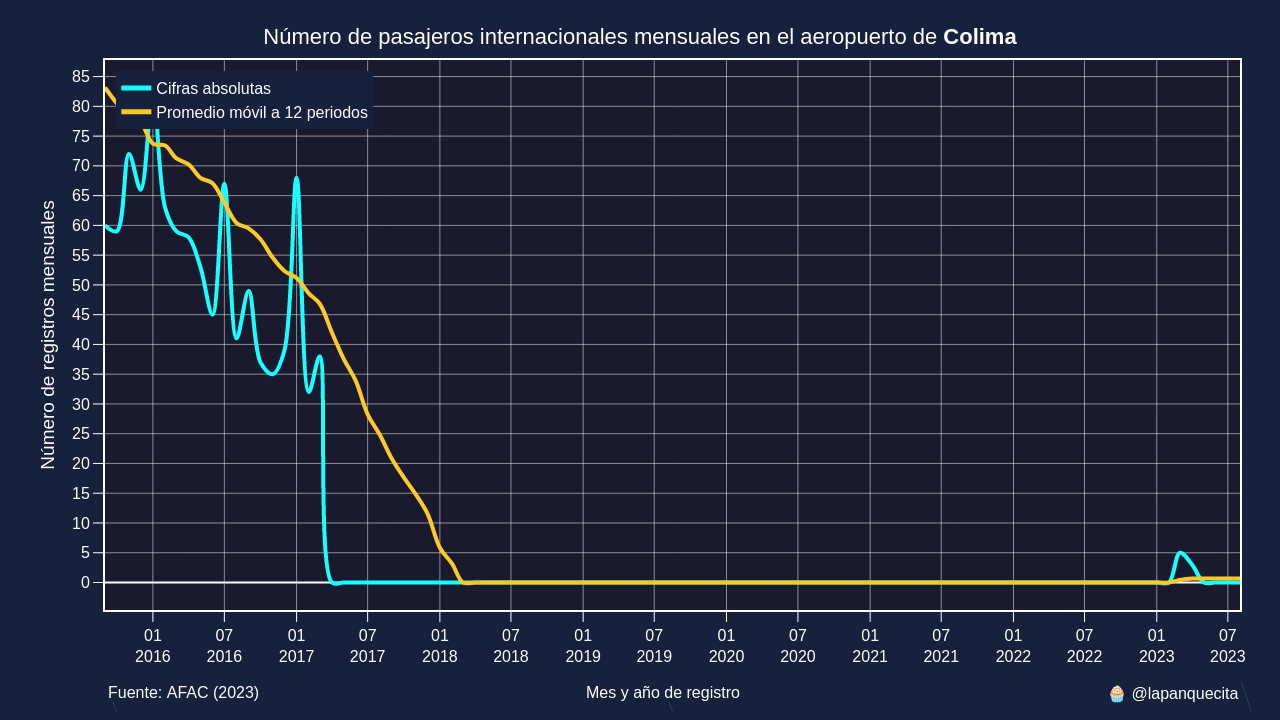 Número de pasajeros internacionales mensuales en el aeropuerto de Colima
Cifras absolutas
Promedio móvil a 12 periodos
Número de registros mensuales
85
80
75
70
65
60
55
50
45
40
35
30
25
20
15
10
5
0
01 07 01 07 01 07 01 07 01 07 01 07 01 07 01 07
2016 2016 2017 2017 2018 2018 2019 2019 2020 2020 2021 2021 2022 2022 2023 2023
Fuente: AFAC (2023) Mes y año de registro 🧁 @lapanquecita